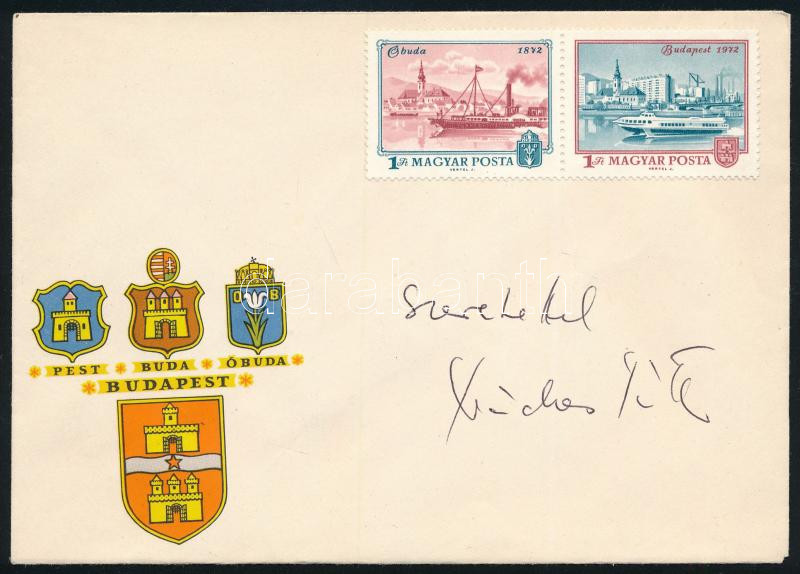 Óbuda 1872
1 Ft MAGYAR POSTA
VERTEL J.
Budapest 1972
1 Ft MAGYAR POSTA
VERTEL J.
Ó B
PEST * BUDA * ÓBUDA
* BUDAPEST *
darabanth
Szeretettel